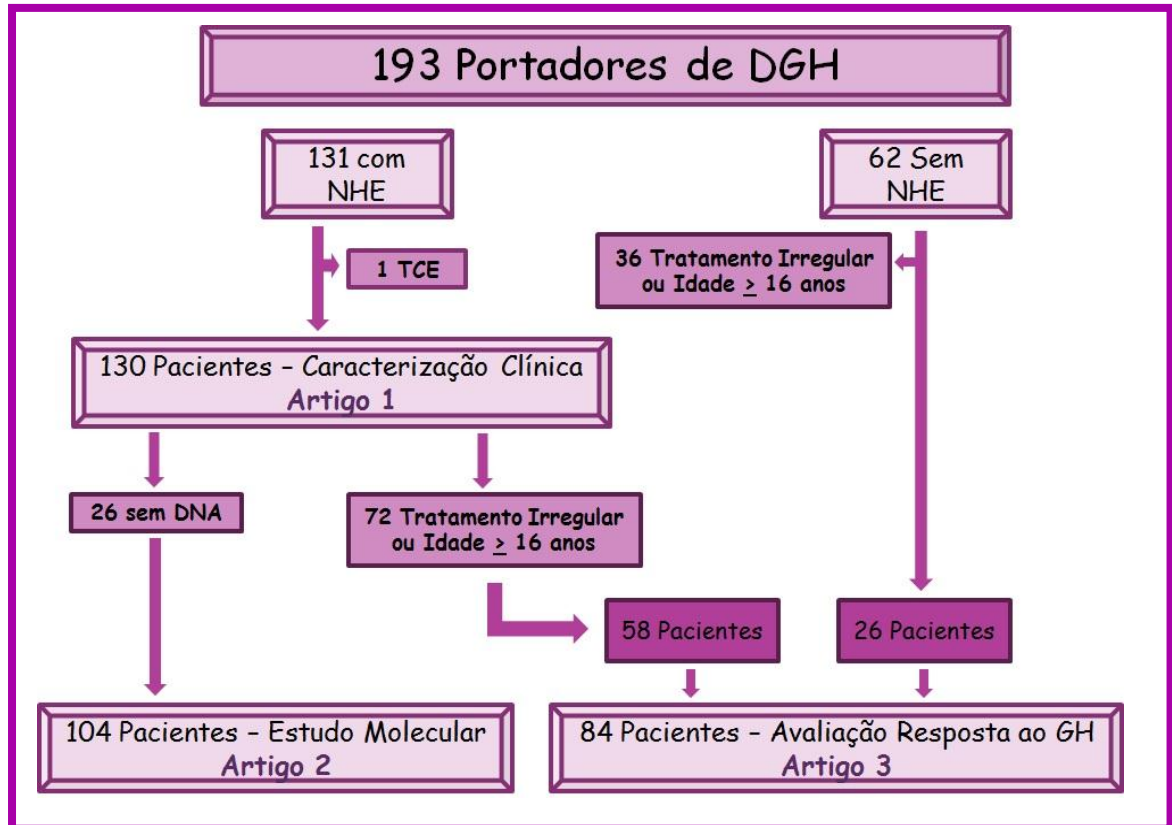 193 Portadores de DGH
131 com
NHE
62 Sem
NHE
1 TCE
36 Tratamento Irregular
ou Idade > 16 anos
130 Pacientes – Caracterização Clínica
Artigo 1
26 sem DNA
72 Tratamento Irregular
ou Idade > 16 anos
58 Pacientes
26 Pacientes
104 Pacientes – Estudo Molecular
Artigo 2
84 Pacientes – Avaliação Resposta ao GH
Artigo 3